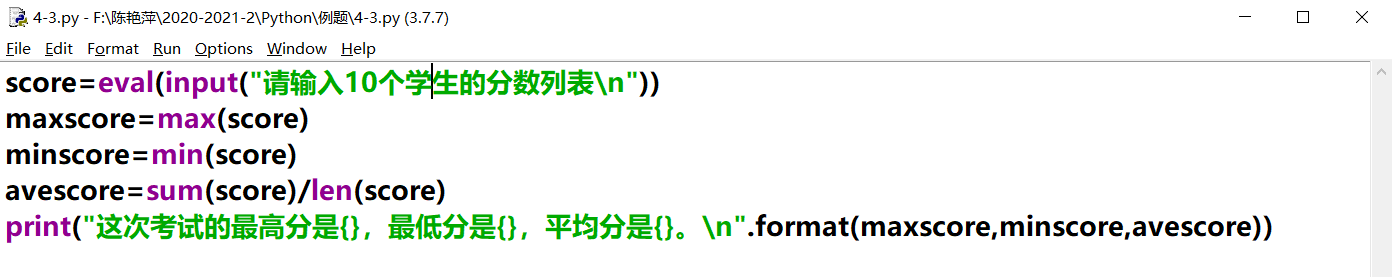 4-3.py - F:\陈艳萍\2020-2021-2\Python\例题\4-3.py (3.7.7)
File Edit Format Run Options Window Help
score=eval(input("请输入10个学生的分数列表\n"))
maxscore=max(score)
minscore=min(score)
avescore=sum(score)/len(score)
print("这次考试的最高分是{}，最低分是{}，平均分是{}。\n".format(maxscore,minscore,avescore))